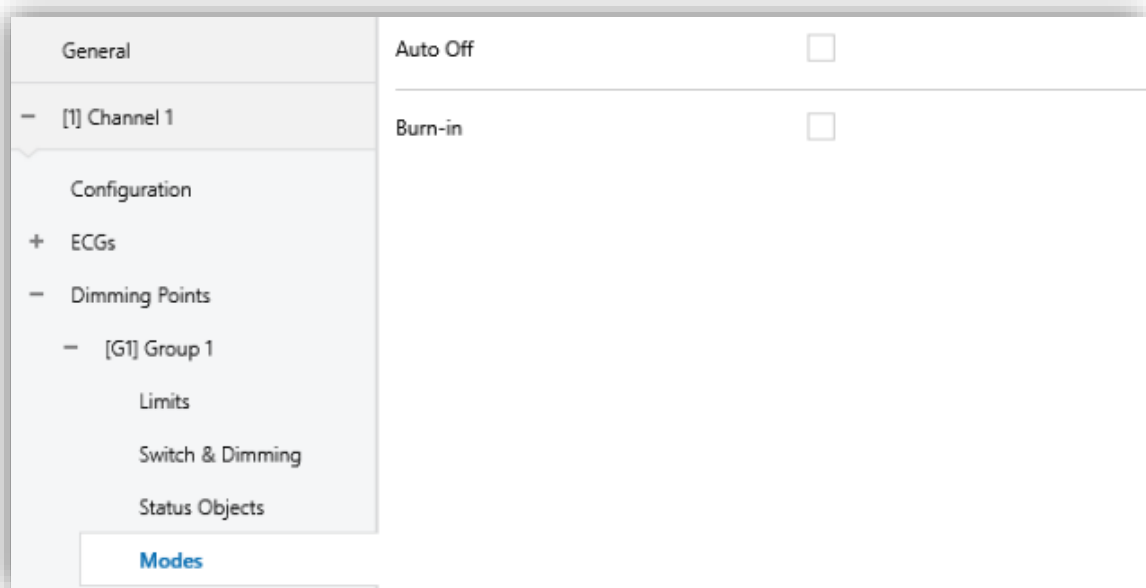 General
[1] Channel 1
Configuration
+ ECGs
- Dimming Points
- [G1] Group 1
Limits
Switch & Dimming
Status Objects
Modes
Auto Off
Burn-in